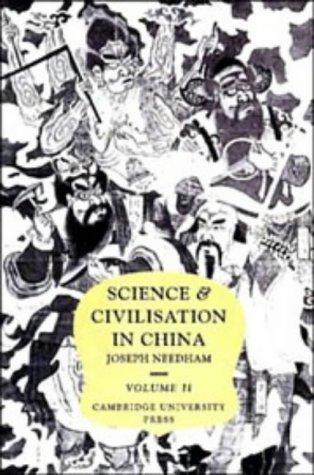 SCIENCE &
CIVILISATION
IN CHINA
JOSEPH NEEDHAM
VOLUME II
CAMBRIDGE UNIVERSITY
PRESS